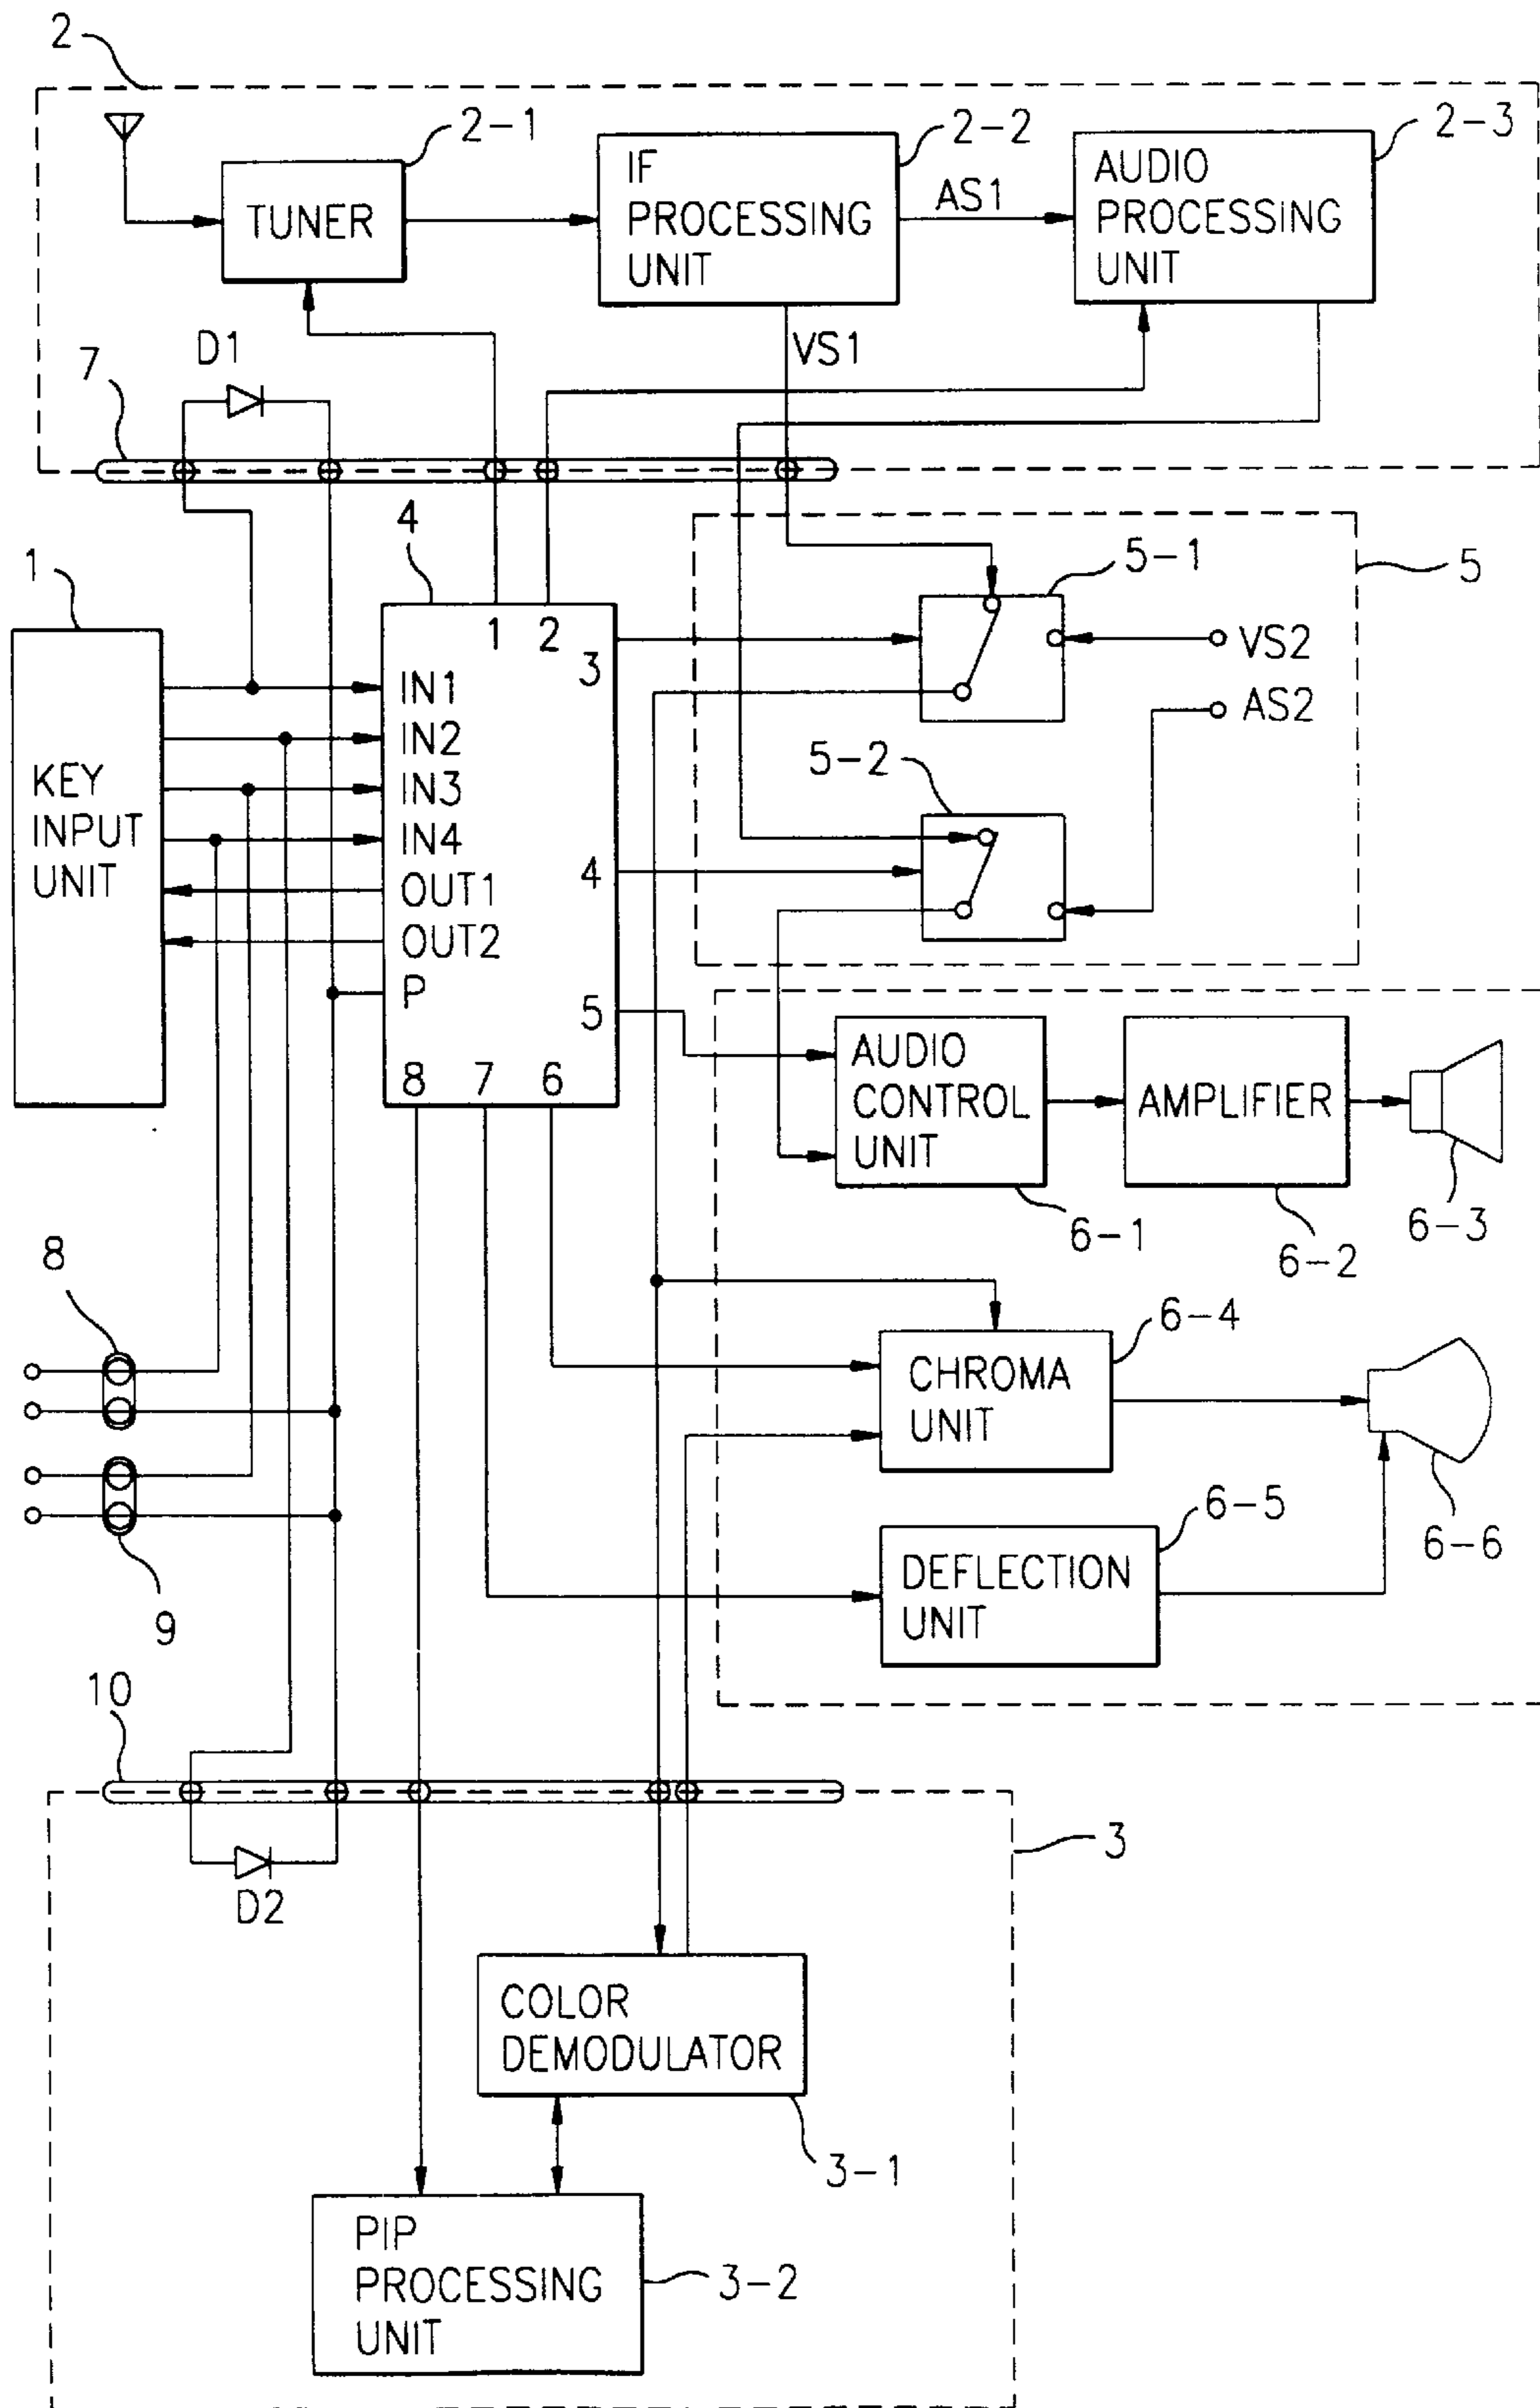 2
2-1
2-2
2-3
TUNER
IF
PROCESSING
UNIT
AS1
AUDIO
PROCESSING
UNIT
D1
VS1
7
4
5-1
5
1
1
2
3
VS2
AS2
IN1
IN2
IN3
IN4
OUT1
OUT2
P
KEY
INPUT
UNIT
5-2
4
5
8
7
6
AUDIO
CONTROL
UNIT
AMPLIFIER
6-1
6-2
6-3
8
6-4
CHROMA
UNIT
6-5
6-6
DEFLECTION
UNIT
9
10
3
D2
COLOR
DEMODULATOR
3-1
PIP
PROCESSING
UNIT
3-2